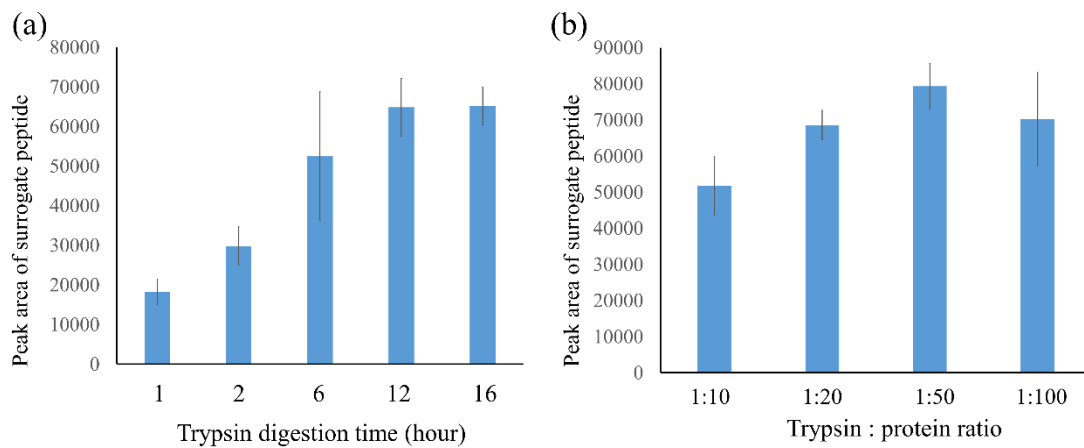 (a)
Peak area of surrogate peptide
80000
70000
60000
50000
40000
30000
20000
10000
0
1 2 6 12 16
Trypsin digestion time (hour)
(b)
Peak area of surrogate peptide
90000
80000
70000
60000
50000
40000
30000
20000
10000
0
1:10 1:20 1:50 1:100
Trypsin : protein ratio